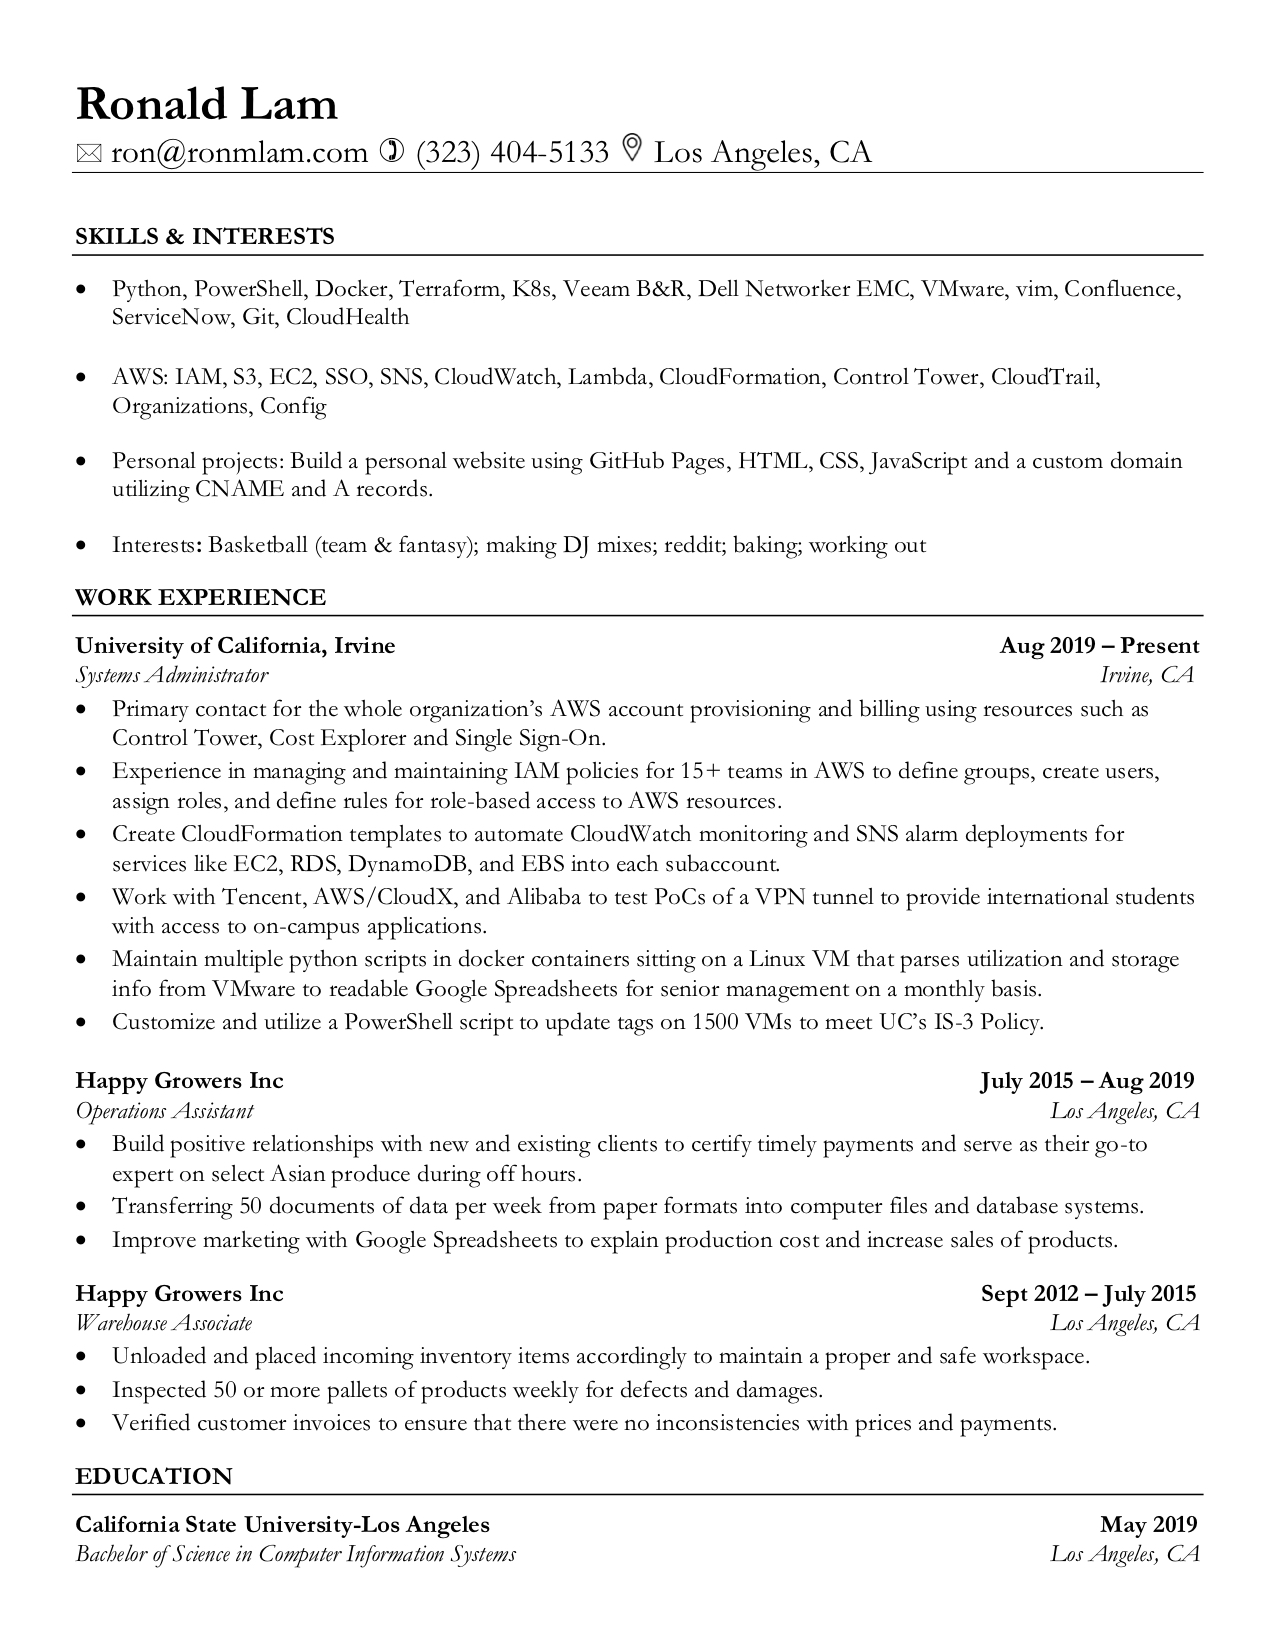 Ronald Lam
ron@ronmlam.com (323) 404-5133 Los Angeles, CA
SKILLS & INTERESTS
• Python, PowerShell, Docker, Terraform, K8s, Veeam B&R, Dell Networker EMC, VMware, vim, Confluence,
ServiceNow, Git, CloudHealth
• AWS: IAM, S3, EC2, SSO, SNS, CloudWatch, Lambda, CloudFormation, Control Tower, CloudTrail,
Organizations, Config
• Personal projects: Build a personal website using GitHub Pages, HTML, CSS, JavaScript and a custom domain
utilizing CNAME and A records.
• Interests: Basketball (team & fantasy); making DJ mixes; reddit; baking; working out
WORK EXPERIENCE
University of California, Irvine Aug 2019 – Present
Systems Administrator Irvine, CA
• Primary contact for the whole organization’s AWS account provisioning and billing using resources such as
Control Tower, Cost Explorer and Single Sign-On.
• Experience in managing and maintaining IAM policies for 15+ teams in AWS to define groups, create users,
assign roles, and define rules for role-based access to AWS resources.
• Create CloudFormation templates to automate CloudWatch monitoring and SNS alarm deployments for
services like EC2, RDS, DynamoDB, and EBS into each subaccount.
• Work with Tencent, AWS/CloudX, and Alibaba to test PoCs of a VPN tunnel to provide international students
with access to on-campus applications.
• Maintain multiple python scripts in docker containers sitting on a Linux VM that parses utilization and storage
info from VMware to readable Google Spreadsheets for senior management on a monthly basis.
• Customize and utilize a PowerShell script to update tags on 1500 VMs to meet UC’s IS-3 Policy.
Happy Growers Inc July 2015 – Aug 2019
Operations Assistant Los Angeles, CA
• Build positive relationships with new and existing clients to certify timely payments and serve as their go-to
expert on select Asian produce during off hours.
• Transferring 50 documents of data per week from paper formats into computer files and database systems.
• Improve marketing with Google Spreadsheets to explain production cost and increase sales of products.
Happy Growers Inc Sept 2012 – July 2015
Warehouse Associate Los Angeles, CA
• Unloaded and placed incoming inventory items accordingly to maintain a proper and safe workspace.
• Inspected 50 or more pallets of products weekly for defects and damages.
• Verified customer invoices to ensure that there were no inconsistencies with prices and payments.
EDUCATION
California State University-Los Angeles May 2019
Bachelor of Science in Computer Information Systems Los Angeles, CA